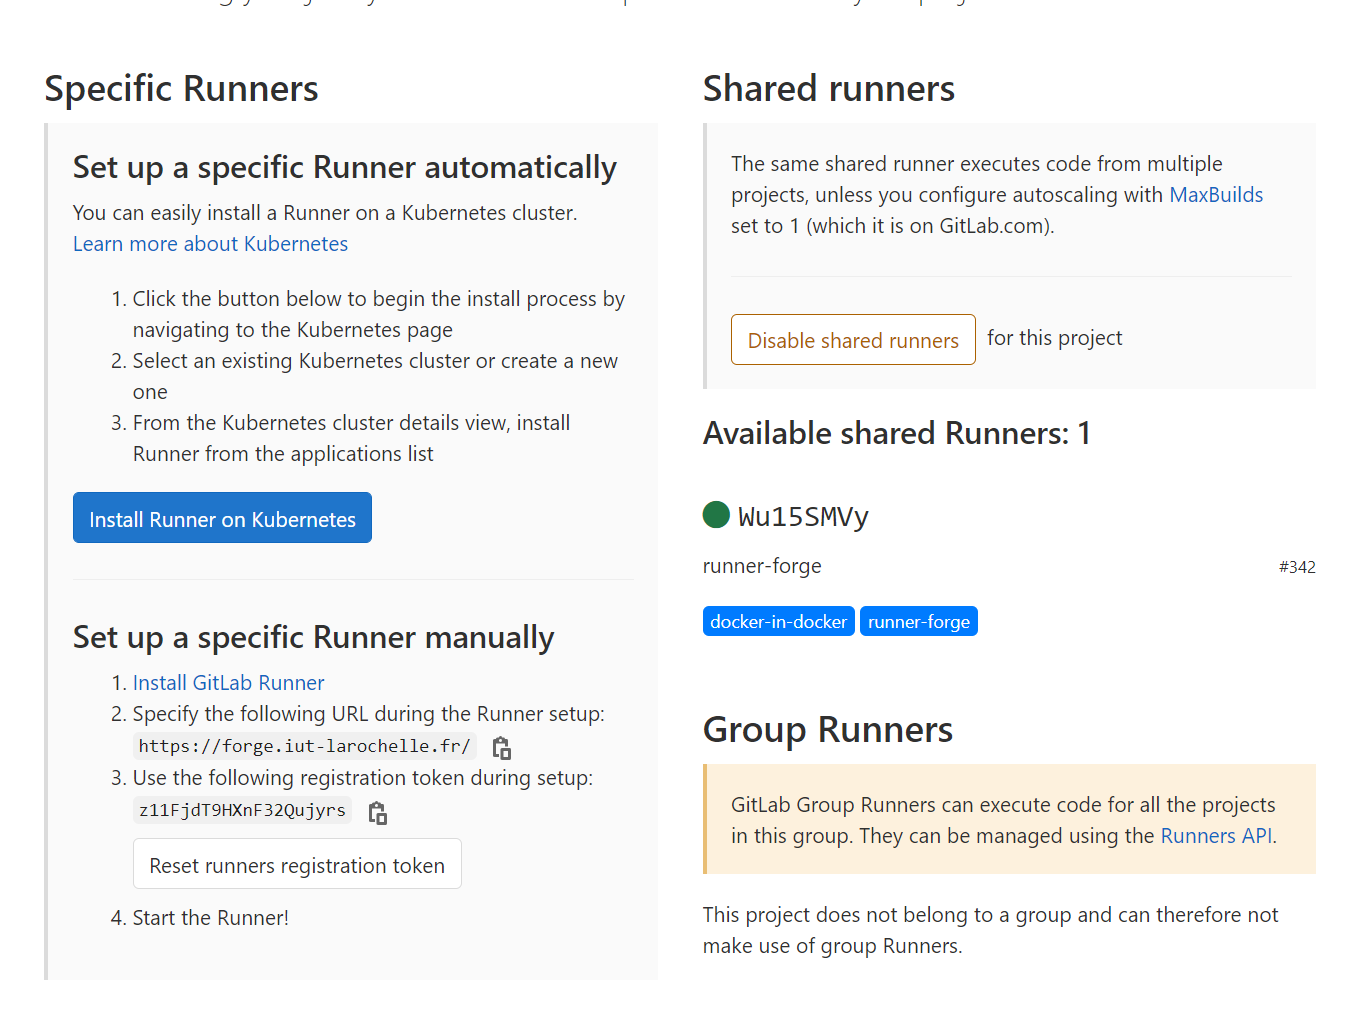 Specific Runners
Set up a specific Runner automatically
You can easily install a Runner on a Kubernetes cluster.
Learn more about Kubernetes
1. Click the button below to begin the install process by
navigating to the Kubernetes page
2. Select an existing Kubernetes cluster or create a new
one
3. From the Kubernetes cluster details view, install
Runner from the applications list
Install Runner on Kubernetes
Set up a specific Runner manually
1. Install GitLab Runner
2. Specify the following URL during the Runner setup:
https://forge.iut-larochelle.fr/
3. Use the following registration token during setup:
z11FjdT9HXnF32Qujyrs
Reset runners registration token
4. Start the Runner!
Shared runners
The same shared runner executes code from multiple
projects, unless you configure autoscaling with MaxBuilds
set to 1 (which it is on GitLab.com).
Disable shared runners for this project
Available shared Runners: 1
Wu15SMVy
runner-forge #342
docker-in-docker runner-forge
Group Runners
GitLab Group Runners can execute code for all the projects
in this group. They can be managed using the Runners API.
This project does not belong to a group and can therefore not
make use of group Runners.